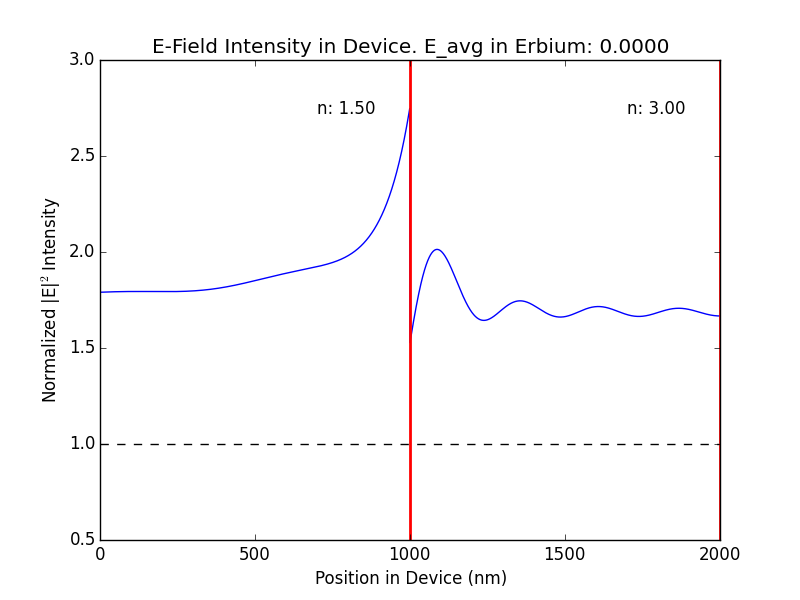 E-Field Intensity in Device. E_avg in Erbium: 0.0000
3.0
n: 1.50
n: 3.00
2.5
2.0
1.5
1.0
0.5
Normalized |E|² Intensity
0
500
1000
1500
2000
Position in Device (nm)